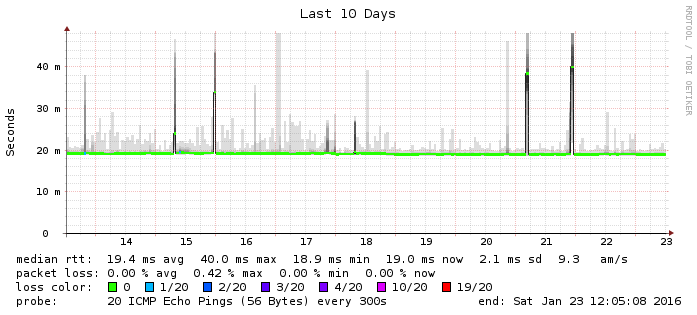 Last 10 Days
RRDTOOL / TOBI OETIKER
Seconds
40 m
30 m
20 m
10 m
0
14 15 16 17 18 19 20 21 22 23
median rtt: 19.4 ms avg 40.0 ms max 18.9 ms min 19.0 ms now 2.1 ms sd 9.3 am/s
packet loss: 0.00 % avg 0.42 % max 0.00 % min 0.00 % now
loss color: 0 1/20 2/20 3/20 4/20 10/20 19/20
probe: 20 ICMP Echo Pings (56 Bytes) every 300s end: Sat Jan 23 12:05:08 2016